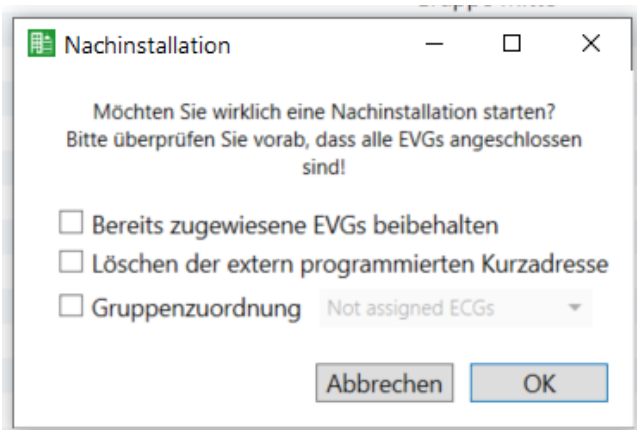 Nachinstallation
Möchten Sie wirklich eine Nachinstallation starten?
Bitte überprüfen Sie vorab, dass alle EVGs angeschlossen
sind!
Bereits zugewiesene EVGs beibehalten
Löschen der extern programmierten Kurzadresse
Gruppenzuordnung Not assigned ECGs
Abbrechen OK